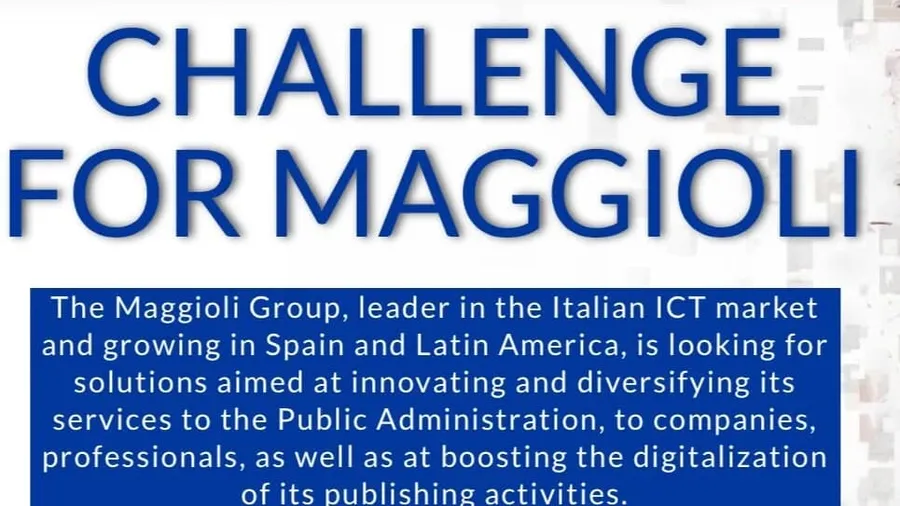 CHALLENGE
FOR MAGGIOLI
The Maggioli Group, leader in the Italian ICT market
and growing in Spain and Latin America, is looking for
solutions aimed at innovating and diversifying its
services to the Public Administration, to companies,
professionals, as well as at boosting the digitalization
of its publishing activities.